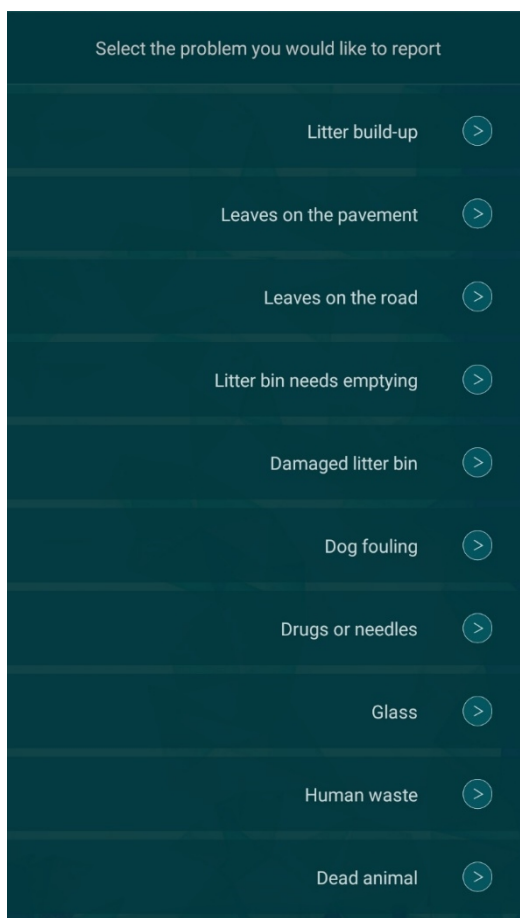 Select the problem you would like to report
Litter build-up
Leaves on the pavement
Leaves on the road
Litter bin needs emptying
Damaged litter bin
Dog fouling
Drugs or needles
Glass
Human waste
Dead animal